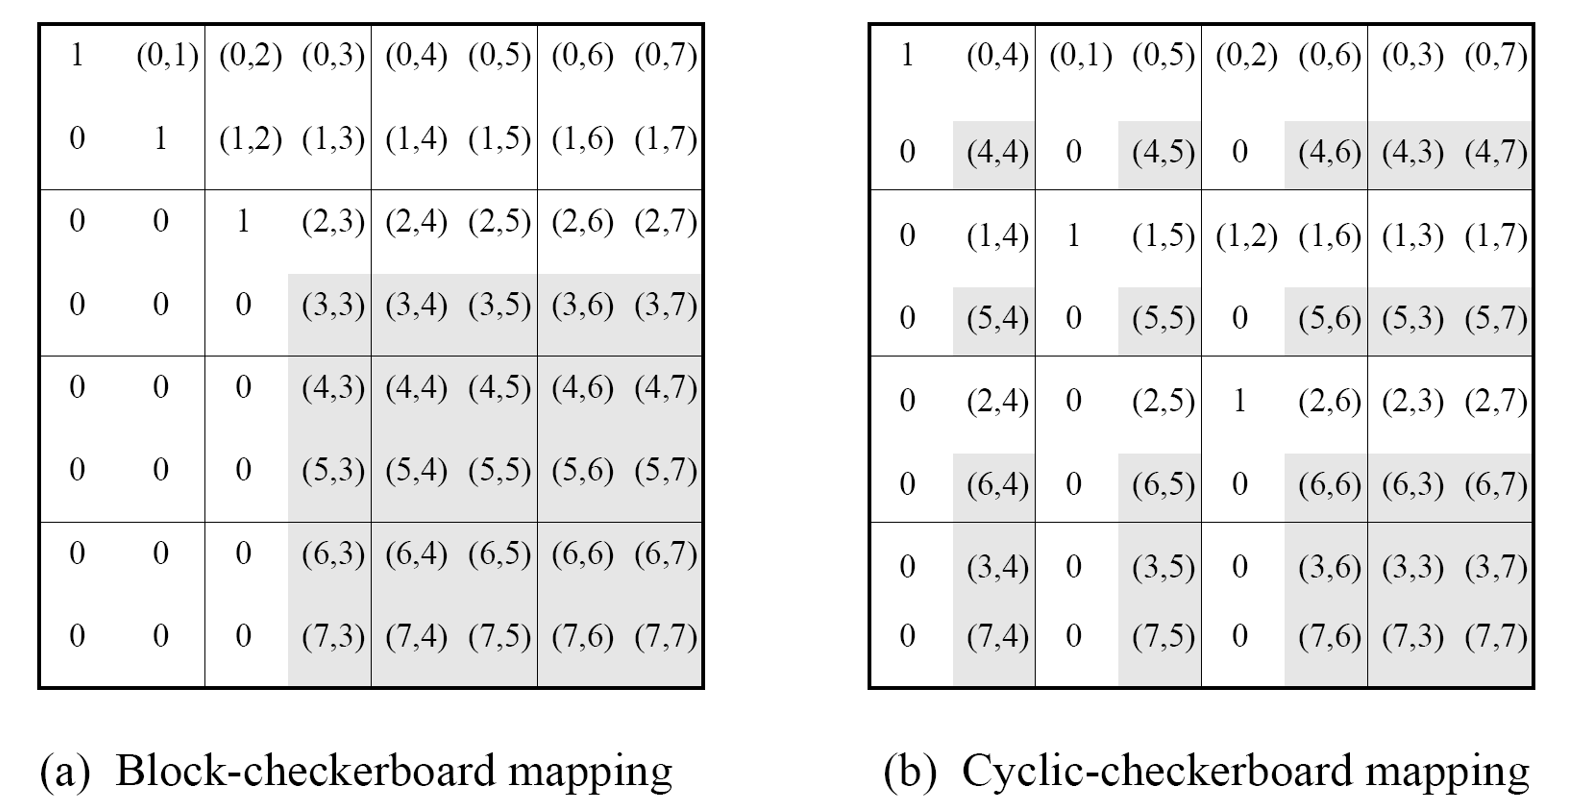 1 (0,1) (0,2) (0,3) (0,4) (0,5) (0,6) (0,7)
0 1 (1,2) (1,3) (1,4) (1,5) (1,6) (1,7)
0 0 1 (2,3) (2,4) (2,5) (2,6) (2,7)
0 0 0 (3,3) (3,4) (3,5) (3,6) (3,7)
0 0 0 (4,3) (4,4) (4,5) (4,6) (4,7)
0 0 0 (5,3) (5,4) (5,5) (5,6) (5,7)
0 0 0 (6,3) (6,4) (6,5) (6,6) (6,7)
0 0 0 (7,3) (7,4) (7,5) (7,6) (7,7)
(a) Block-checkerboard mapping
1 (0,4) (0,1) (0,5) (0,2) (0,6) (0,3) (0,7)
0 (4,4) 0 (4,5) 0 (4,6) (4,3) (4,7)
0 (1,4) 1 (1,5) (1,2) (1,6) (1,3) (1,7)
0 (5,4) 0 (5,5) 0 (5,6) (5,3) (5,7)
0 (2,4) 0 (2,5) 1 (2,6) (2,3) (2,7)
0 (6,4) 0 (6,5) 0 (6,6) (6,3) (6,7)
0 (3,4) 0 (3,5) 0 (3,6) (3,3) (3,7)
0 (7,4) 0 (7,5) 0 (7,6) (7,3) (7,7)
(b) Cyclic-checkerboard mapping